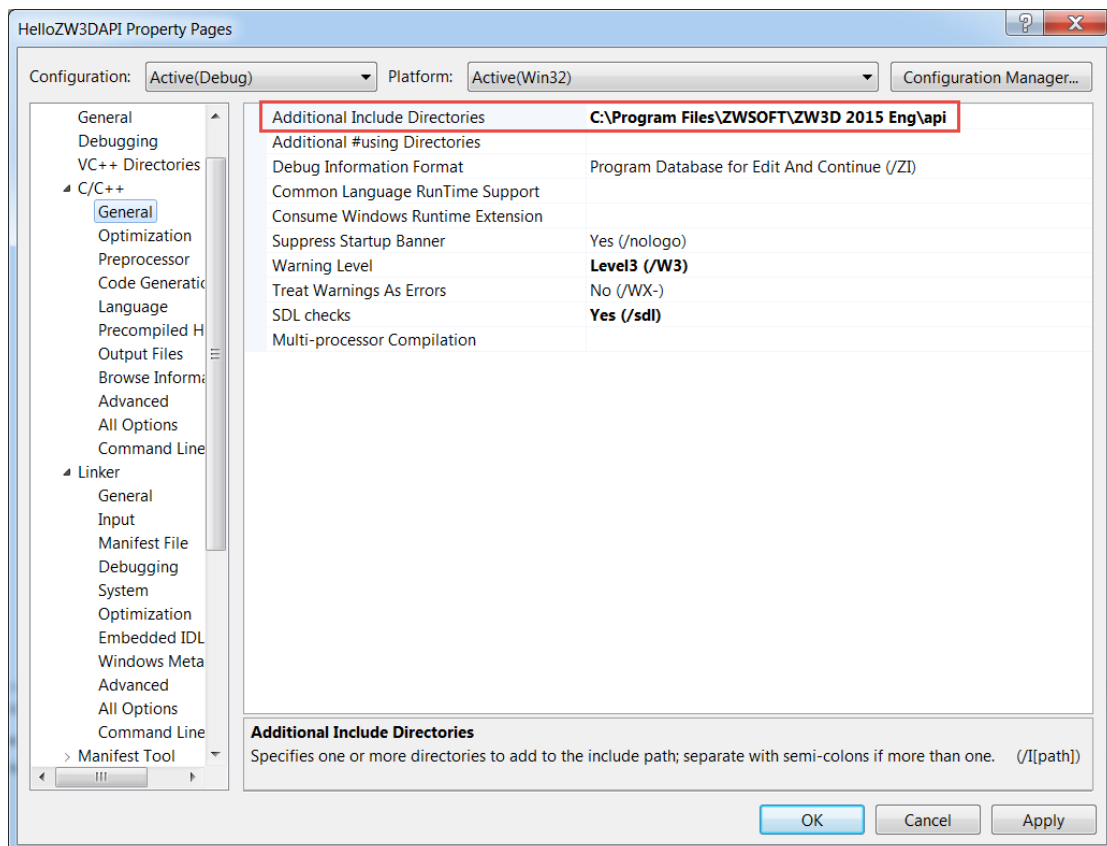 HelloZW3DAPI Property Pages
Configuration: Active(Debug) Platform: Active(Win32) Configuration Manager...
General
Debugging
VC++ Directories
C/C++
General
Optimization
Preprocessor
Code Generatic
Language
Precompiled H
Output Files
Browse Informa
Advanced
All Options
Command Line
Linker
General
Input
Manifest File
Debugging
System
Optimization
Embedded IDL
Windows Meta
Advanced
All Options
Command Line
Manifest Tool
Additional Include Directories C:\Program Files\ZWSOFT\ZW3D 2015 Eng\api
Additional #using Directories
Debug Information Format Program Database for Edit And Continue (/ZI)
Common Language RunTime Support
Consume Windows Runtime Extension
Suppress Startup Banner Yes (/nologo)
Warning Level Level3 (/W3)
Treat Warnings As Errors No (/WX-)
SDL checks Yes (/sdl)
Multi-processor Compilation
Additional Include Directories
Specifies one or more directories to add to the include path; separate with semi-colons if more than one. (/I[path])
OK Cancel Apply